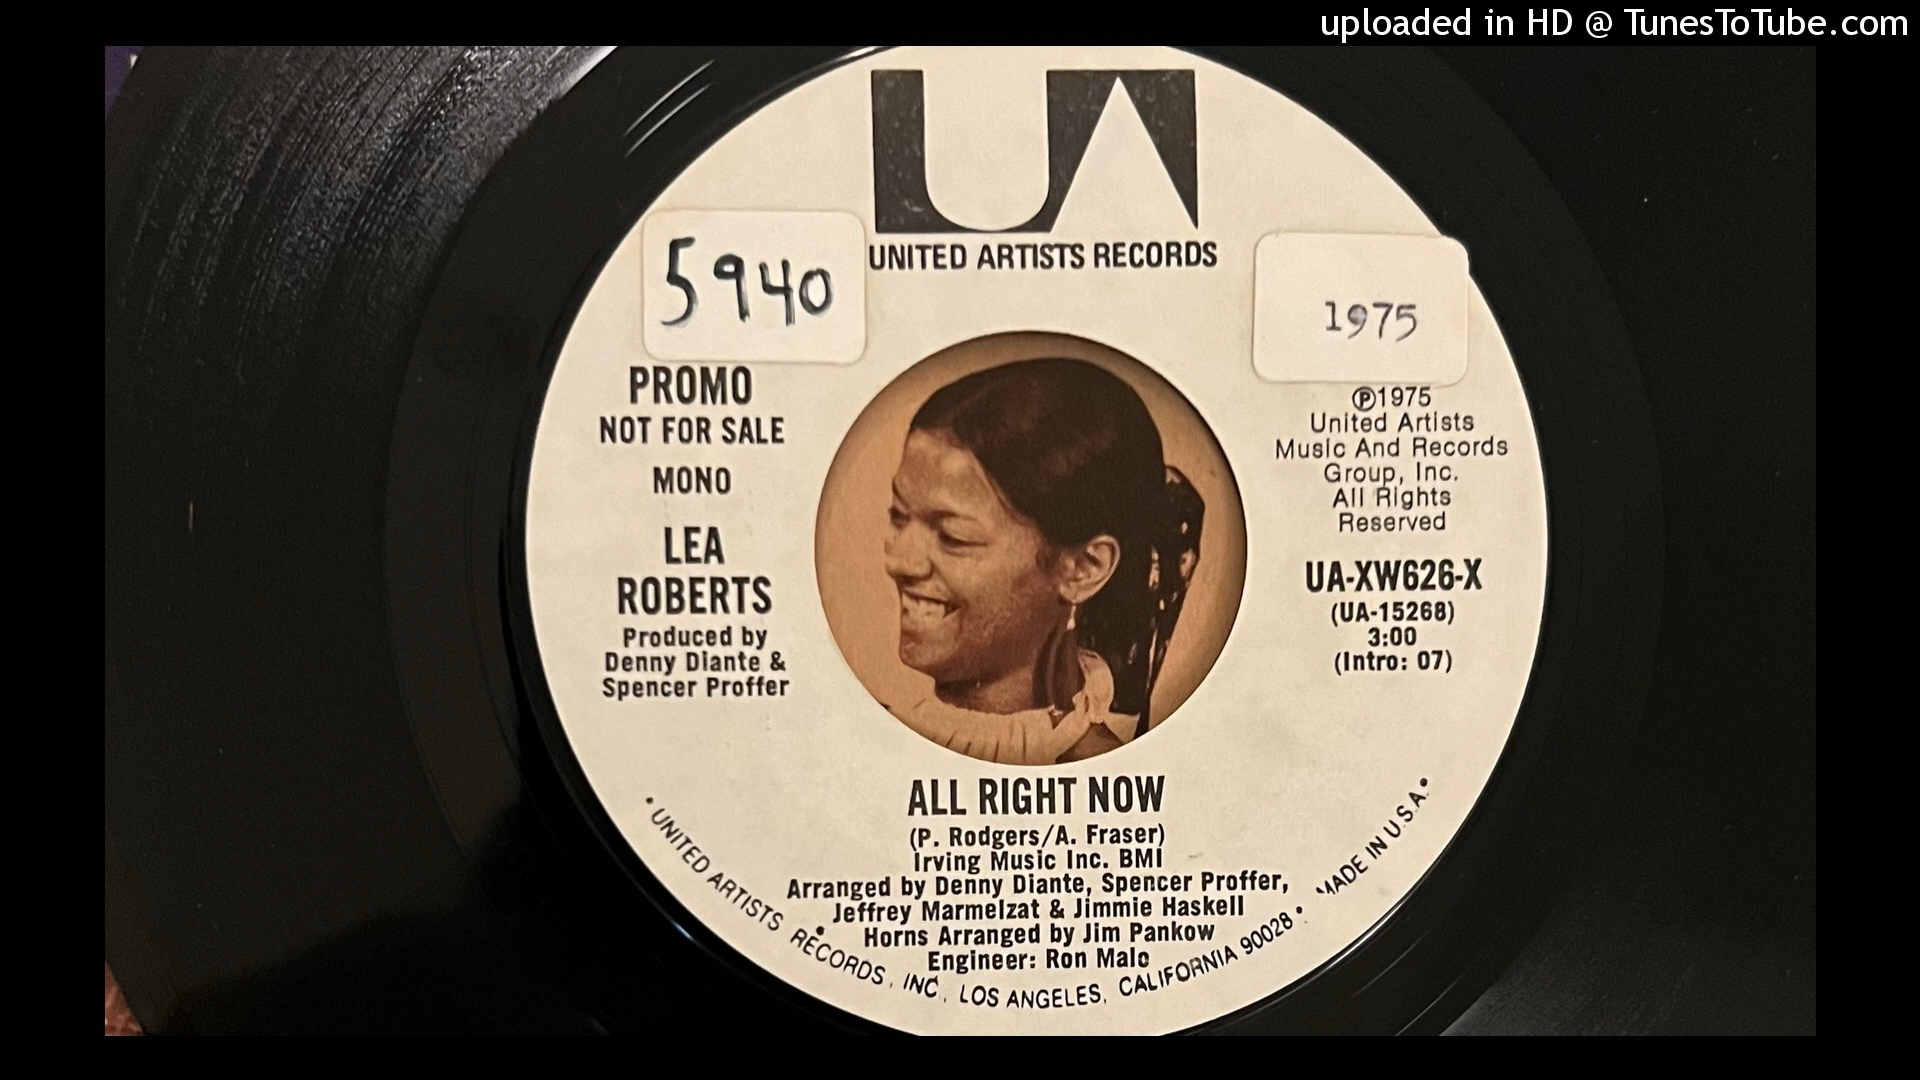 uploaded in HD @ TunesToTube.com
UA
UNITED ARTISTS RECORDS
5940
1975
PROMO
NOT FOR SALE
MONO
LEA
ROBERTS
Produced by
Denny Diante &
Spencer Proffer
℗1975
United Artists
Music And Records
Group, Inc.
All Rights
Reserved
UA-XW626-X
(UA-15268)
3:00
(Intro: 07)
ALL RIGHT NOW
(P. Rodgers/A. Fraser)
Irving Music Inc. BMI
Arranged by Denny Diante, Spencer Proffer,
Jeffrey Marmelzat & Jimmie Haskell
Horns Arranged by Jim Pankow
Engineer: Ron Malo
• UNITED ARTISTS RECORDS, INC., LOS ANGELES, CALIFORNIA 90028 • MADE IN U.S.A. •